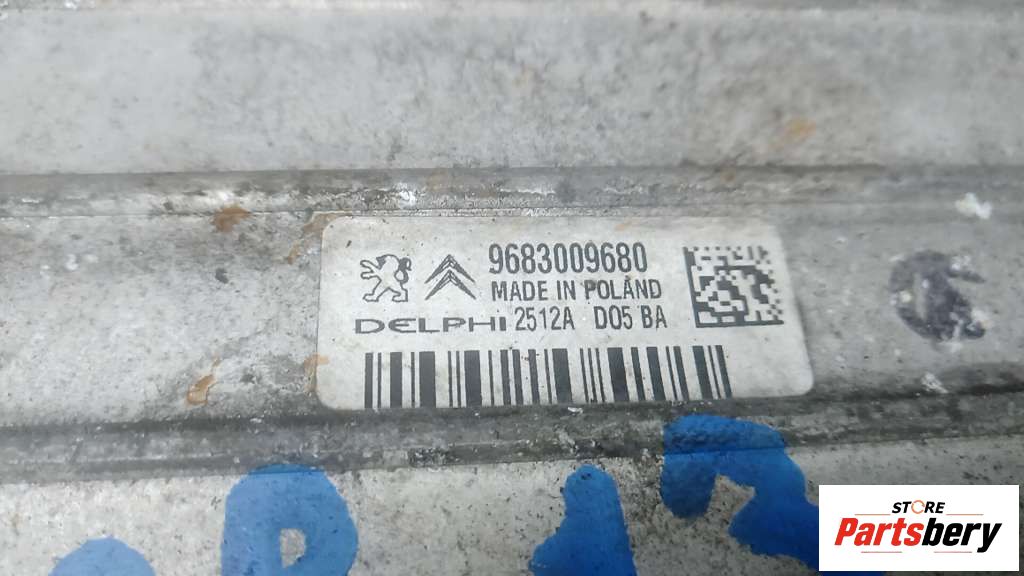 9683009680
MADE IN POLAND
DELPHI 2512A D05 BA
STORE
Partsbery